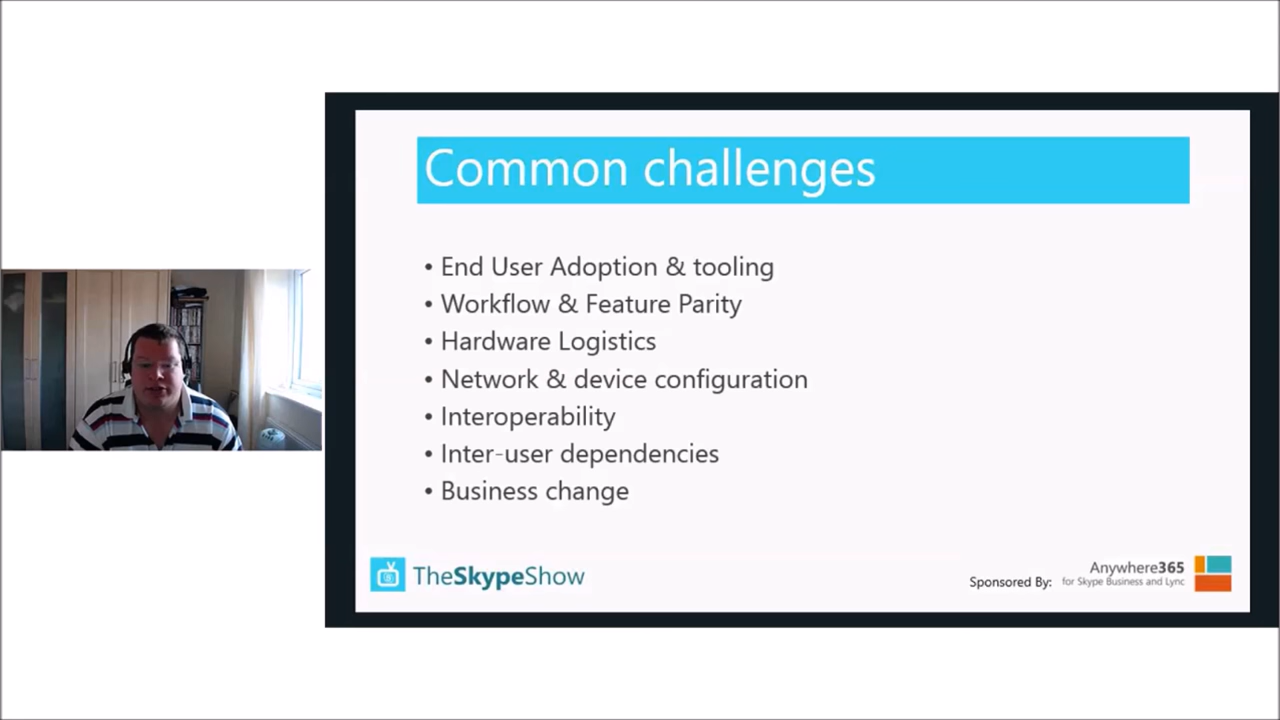 Common challenges
• End User Adoption & tooling
• Workflow & Feature Parity
• Hardware Logistics
• Network & device configuration
• Interoperability
• Inter-user dependencies
• Business change
TheSkypeShow
Sponsored By:
Anywhere365
for Skype Business and Lync